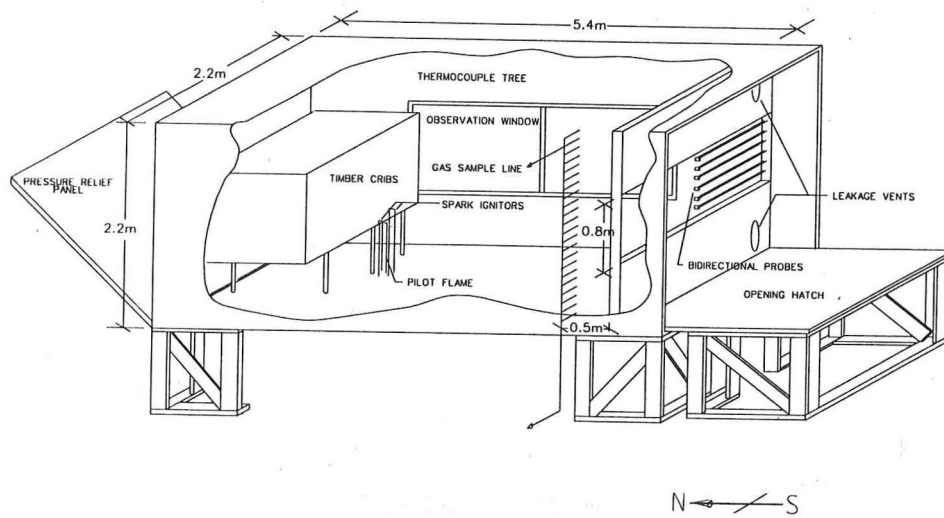 5.4m
2.2m
THERMOCOUPLE TREE
OBSERVATION WINDOW
GAS SAMPLE LINE
PRESSURE RELIEF
PANEL
TIMBER CRIBS
SPARK IGNITORS
LEAKAGE VENTS
2.2m
0.8m
BIDIRECTIONAL PROBES
PILOT FLAME
OPENING HATCH
0.5m
N S